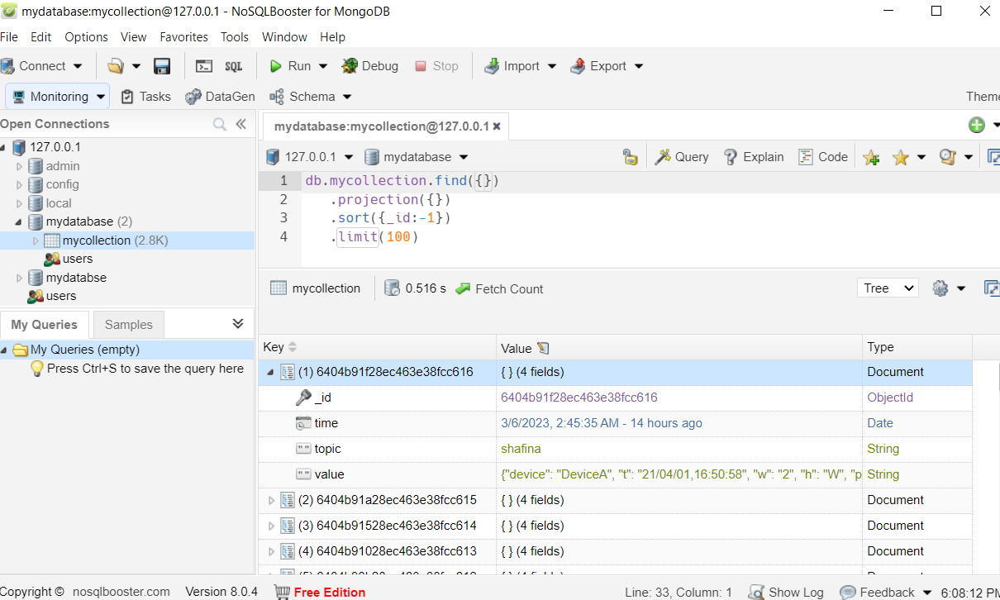 mydatabase:mycollection@127.0.0.1 - NoSQLBooster for MongoDB
File Edit Options View Favorites Tools Window Help
Connect SQL Run Debug Stop Import Export
Monitoring Tasks DataGen Schema Theme
Open Connections
127.0.0.1
admin
config
local
mydatabase (2)
mycollection (2.8K)
users
mydatabse
users
My Queries Samples
My Queries (empty)
Press Ctrl+S to save the query here
mydatabase:mycollection@127.0.0.1
127.0.0.1 mydatabase Query Explain Code
1 db.mycollection.find({})
2 .projection({})
3 .sort({_id:-1})
4 .limit(100)
mycollection 0.516 s Fetch Count Tree
Key Value Type
(1) 6404b91f28ec463e38fcc616 { } (4 fields) Document
_id 6404b91f28ec463e38fcc616 ObjectId
time 3/6/2023, 2:45:35 AM - 14 hours ago Date
topic shafina String
value {"device": "DeviceA", "t": "21/04/01,16:50:58", "w": "2", "h": "W", "p String
(2) 6404b91a28ec463e38fcc615 { } (4 fields) Document
(3) 6404b91528ec463e38fcc614 { } (4 fields) Document
(4) 6404b91028ec463e38fcc613 { } (4 fields) Document
Copyright © nosqlbooster.com Version 8.0.4 Free Edition Line: 33, Column: 1 Show Log Feedback 6:08:12 PM